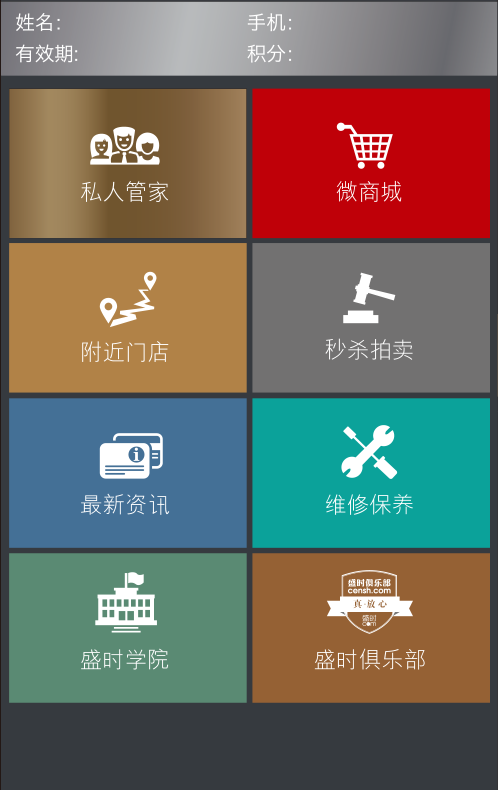 姓名：
手机：
有效期：
积分：
私人管家
微商城
附近门店
秒杀拍卖
最新资讯
维修保养
盛时俱乐部
censh.com
真·放心
盛时
com
盛时学院
盛时俱乐部